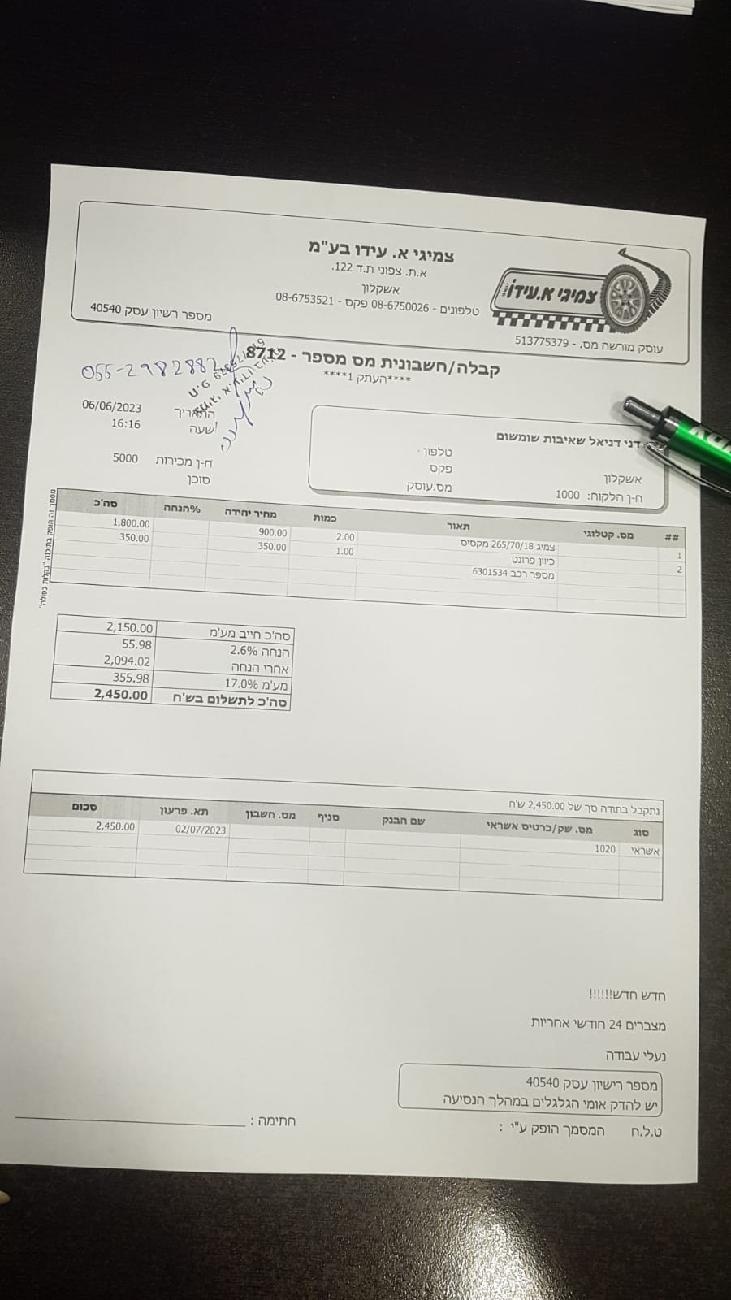 צמיגי א. עידו בע"מ
א.ת. צפוני ת.ד 122.
אשקלון
טלפונים - 08-6750026 פקס - 08-6753521
צמיגי א.עידו
עוסק מורשה מס. - 513775379
מספר רשיון עסק 40540
קבלה/חשבונית מס מספר - 8712
****העתק 1****
055-2982882
התאריך 06/06/2023
שעה 16:16
ח-ן מכירות 5000
סוכן
דני דניאל שאיבות שומשום
אשקלון
ח-ן הלקוח: 1000
טלפון
פקס
מס.עוסק
## מס. קטלוגי תאור כמות מחיר יחידה %הנחה סה'כ
1 צמיג 265/70/18 מקסיס 2.00 900.00 1,800.00
2 כיוון פרונט 1.00 350.00 350.00
מספר רכב 6301534
סה'כ חייב מע'מ 2,150.00
הנחה 2.6% 55.98
אחרי הנחה 2,094.02
מע'מ 17.0% 355.98
סה'כ לתשלום בש'ח 2,450.00
נתקבל בתודה סך של 2,450.00 ש'ח
סוג מס. שק/כרטיס אשראי שם הבנק סניף מס. חשבון תא. פרעון סכום
אשראי 1020 02/07/2023 2,450.00
חדש חדש!!!!!!
מצברים 24 חודשי אחריות
נעלי עבודה
מספר רישיון עסק 40540
יש להדק אומי הגלגלים במהלך הנסיעה
ט.ל.ח המסמך הופק ע'י :
חתימה :